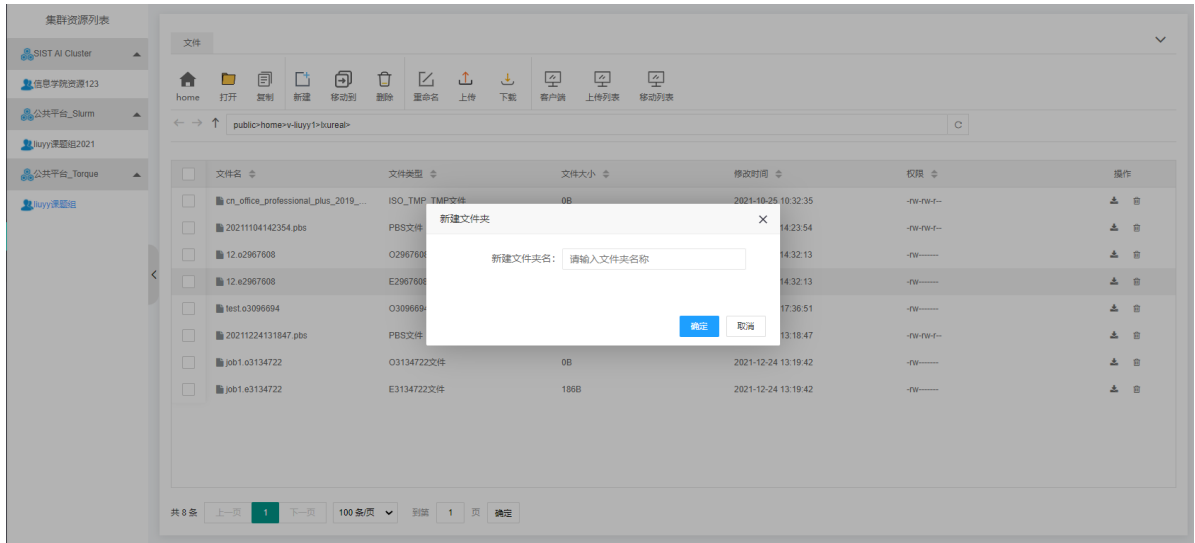 集群资源列表
SIST AI Cluster
信息学院资源123
公共平台_Slurm
liuyy课题组2021
公共平台_Torque
liuyy课题组
文件
home 打开 复制 新建 移动到 删除 重命名 上传 下载 客户端 上传列表 移动列表
public>home>v-liuyy1>lxureal>
文件名 文件类型 文件大小 修改时间 权限 操作
cn_office_professional_plus_2019_... ISO_TMP_TMP文件 0B 2021-10-25 10:32:35 -rw-rw-r--
20211104142354.pbs PBS文件 14:23:54 -rw-rw-r--
12.o2967608 O2967608 14:32:13 -rw-------
12.e2967608 E2967608 14:32:13 -rw-------
test.o3096694 O3096694 17:36:51 -rw-------
20211224131847.pbs PBS文件 13:18:47 -rw-rw-r--
job1.o3134722 O3134722文件 0B 2021-12-24 13:19:42 -rw-------
job1.e3134722 E3134722文件 186B 2021-12-24 13:19:42 -rw-------
新建文件夹
新建文件夹名: 请输入文件夹名称
确定 取消
共 8 条 上一页 1 下一页 100 条/页 到第 1 页 确定